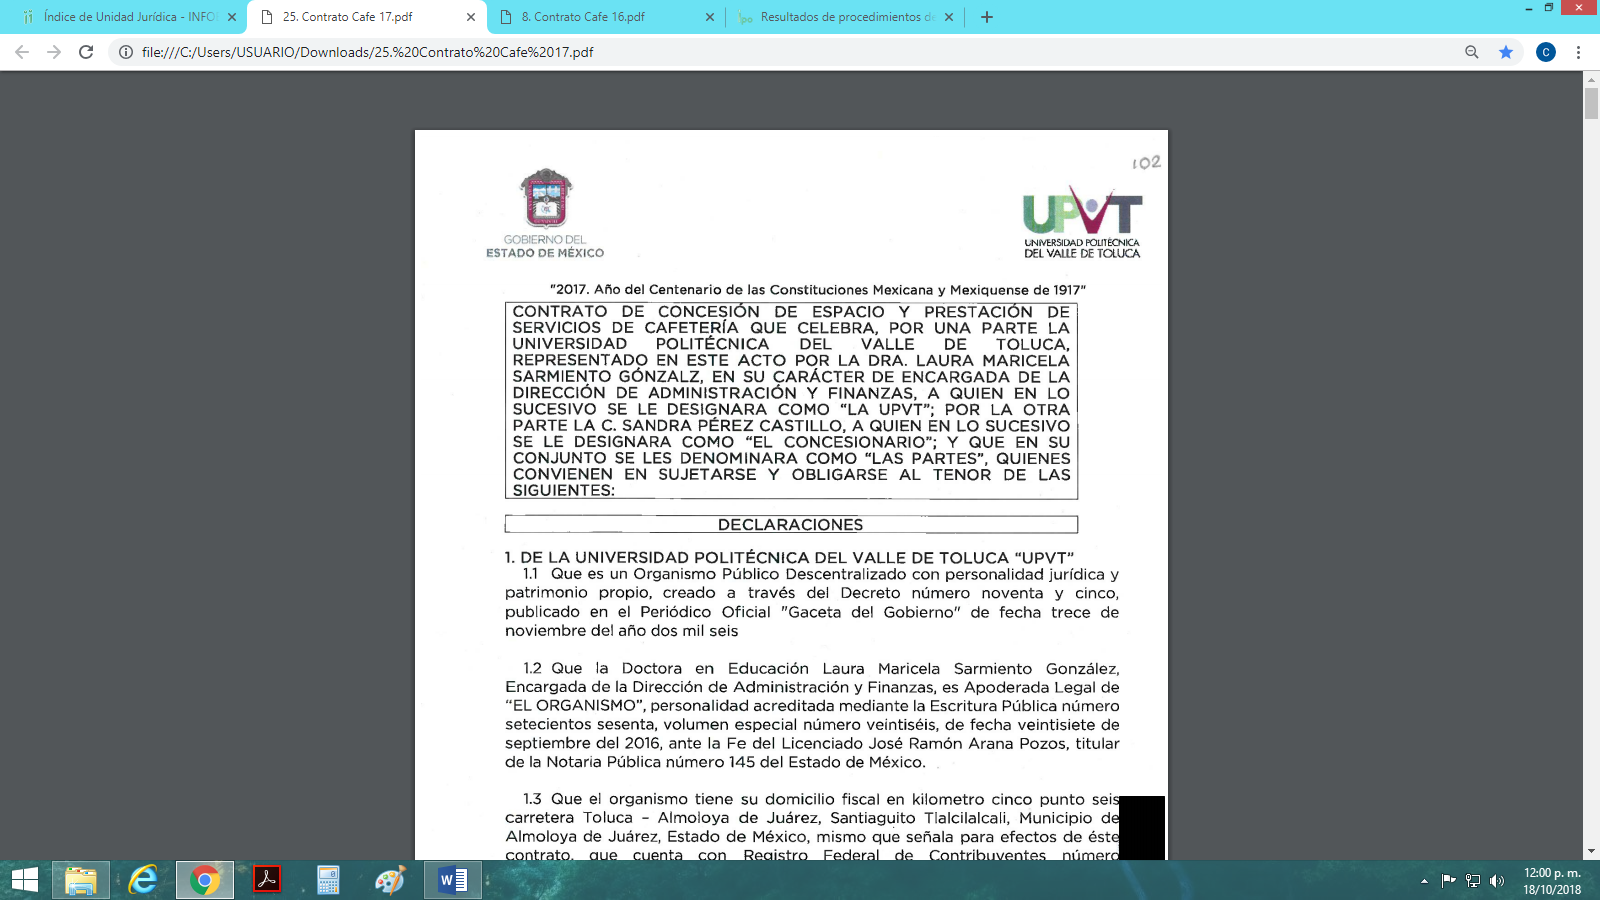 Índice de Unidad Jurídica - INFO
25. Contrato Cafe 17.pdf
8. Contrato Cafe 16.pdf
Resultados de procedimientos de
file:///C:/Users/USUARIO/Downloads/25.%20Contrato%20Cafe%2017.pdf
C
102
GOBIERNO DEL
ESTADO DE MÉXICO
UPVT
UNIVERSIDAD POLITÉCNICA
DEL VALLE DE TOLUCA
"2017. Año del Centenario de las Constituciones Mexicana y Mexiquense de 1917"
CONTRATO DE CONCESIÓN DE ESPACIO Y PRESTACIÓN DE
SERVICIOS DE CAFETERÍA QUE CELEBRA, POR UNA PARTE LA
UNIVERSIDAD POLITÉCNICA DEL VALLE DE TOLUCA,
REPRESENTADO EN ESTE ACTO POR LA DRA. LAURA MARICELA
SARMIENTO GÓNZALZ, EN SU CARÁCTER DE ENCARGADA DE LA
DIRECCIÓN DE ADMINISTRACIÓN Y FINANZAS, A QUIEN EN LO
SUCESIVO SE LE DESIGNARA COMO “LA UPVT”; POR LA OTRA
PARTE LA C. SANDRA PÉREZ CASTILLO, A QUIEN EN LO SUCESIVO
SE LE DESIGNARA COMO “EL CONCESIONARIO”; Y QUE EN SU
CONJUNTO SE LES DENOMINARA COMO “LAS PARTES”, QUIENES
CONVIENEN EN SUJETARSE Y OBLIGARSE AL TENOR DE LAS
SIGUIENTES:
DECLARACIONES
1. DE LA UNIVERSIDAD POLITÉCNICA DEL VALLE DE TOLUCA “UPVT”
1.1 Que es un Organismo Público Descentralizado con personalidad jurídica y
patrimonio propio, creado a través del Decreto número noventa y cinco,
publicado en el Periódico Oficial "Gaceta del Gobierno" de fecha trece de
noviembre del año dos mil seis
1.2 Que la Doctora en Educación Laura Maricela Sarmiento González,
Encargada de la Dirección de Administración y Finanzas, es Apoderada Legal de
“EL ORGANISMO”, personalidad acreditada mediante la Escritura Pública número
setecientos sesenta, volumen especial número veintiséis, de fecha veintisiete de
septiembre del 2016, ante la Fe del Licenciado José Ramón Arana Pozos, titular
de la Notaria Pública número 145 del Estado de México.
1.3 Que el organismo tiene su domicilio fiscal en kilometro cinco punto seis
carretera Toluca – Almoloya de Juárez, Santiaguito Tlalcilalcali, Municipio de
Almoloya de Juárez, Estado de México, mismo que señala para efectos de éste
contrato, que cuenta con Registro Federal de Contribuyentes número
12:00 p. m.
18/10/2018